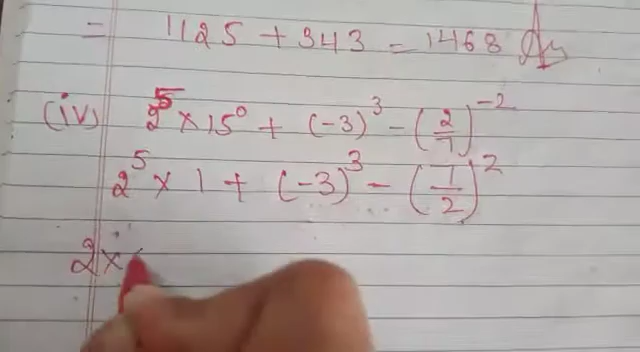 = 1125 + 343 = 1468 Ans
(iv) 2⁵ × 15⁰ + (-3)³ - (2/7)⁻²
2⁵ × 1 + (-3)³ - (7/2)²
2 ×